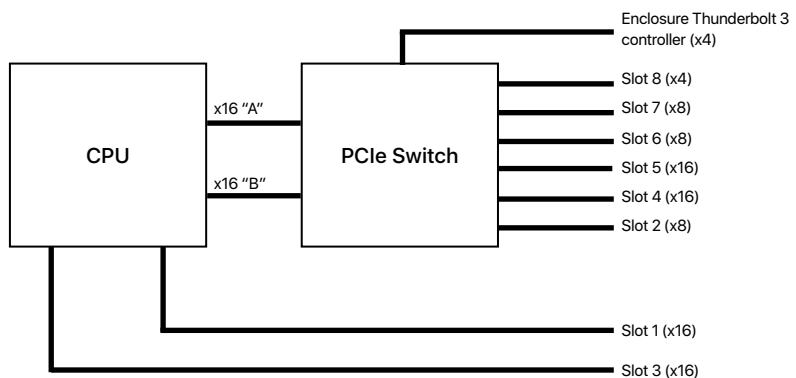 Enclosure Thunderbolt 3
controller (x4)
Slot 8 (x4)
x16 “A”
Slot 7 (x8)
Slot 6 (x8)
CPU
PCIe Switch
Slot 5 (x16)
x16 “B”
Slot 4 (x16)
Slot 2 (x8)
Slot 1 (x16)
Slot 3 (x16)